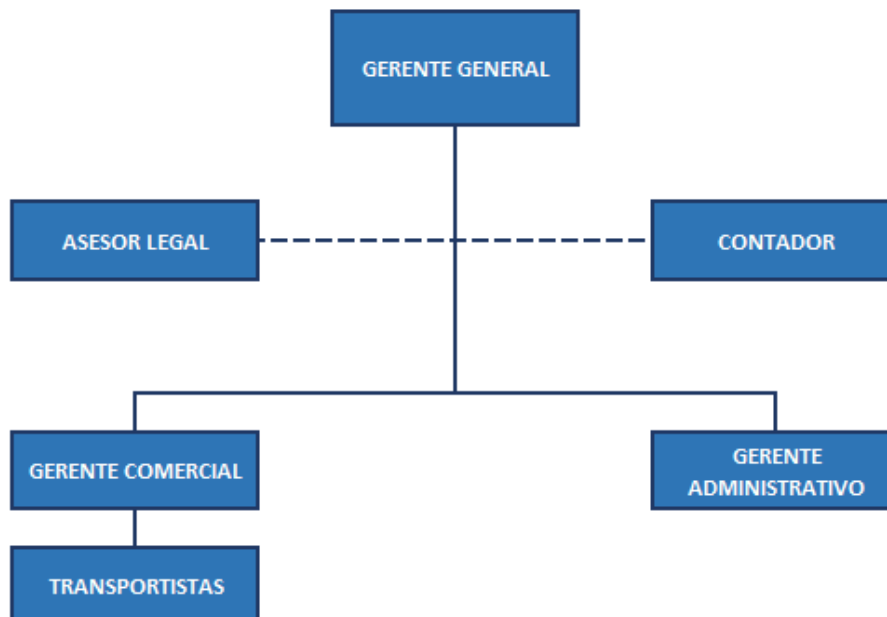 GERENTE GENERAL
ASESOR LEGAL
CONTADOR
GERENTE COMERCIAL
GERENTE
ADMINISTRATIVO
TRANSPORTISTAS